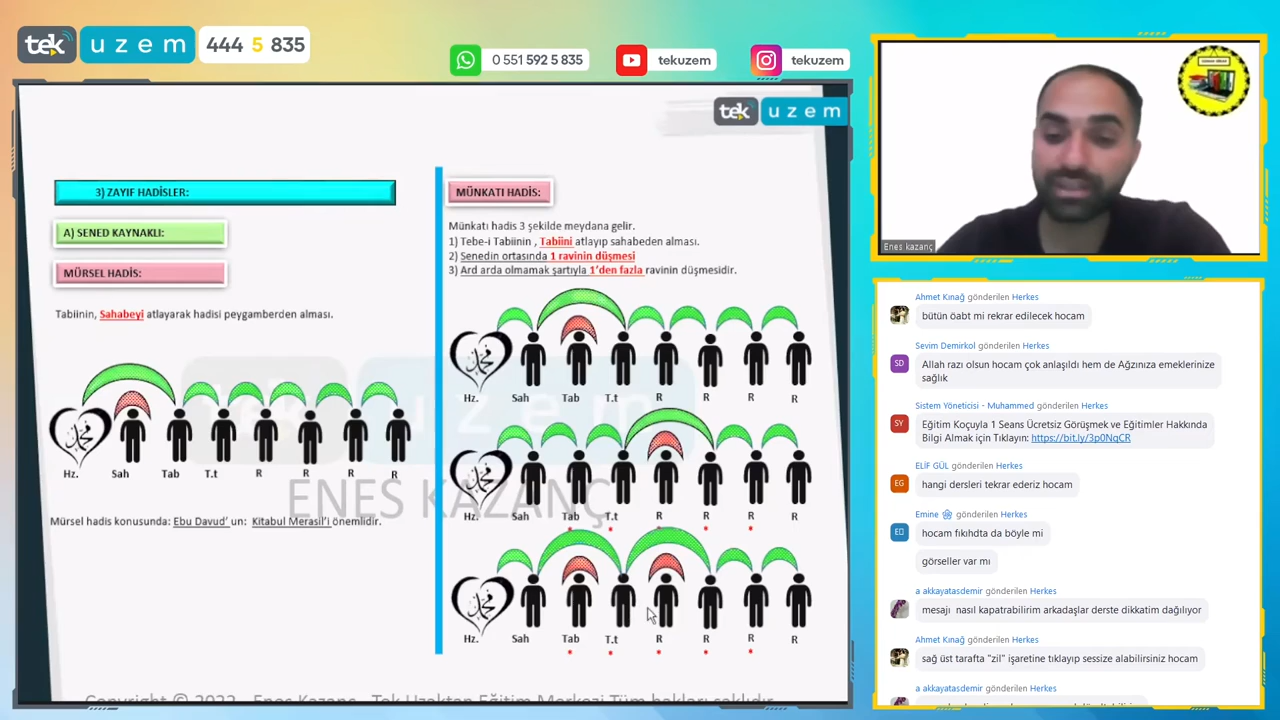 tek uzem 444 5 835
0 551 592 5 835
tekuzem
tekuzem
tek uzem
3) ZAYIF HADİSLER:
A) SENED KAYNAKLI:
MÜRSEL HADİS:
Tabiinin, Sahabeyi atlayarak hadisi peygamberden alması.
Hz. Sah Tab T.t R R R R
Mürsel hadis konusunda: Ebu Davud' un: Kitabul Merasil'i önemlidir.
MÜNKATI HADİS:
Münkatı hadis 3 şekilde meydana gelir.
1) Tebe-i Tabiinin , Tabiini atlayıp sahabeden alması.
2) Senedin ortasında 1 ravinin düşmesi
3) Ard arda olmamak şartıyla 1'den fazla ravinin düşmesidir.
Hz. Sah Tab T.t R R R R
Hz. Sah Tab T.t R R R R
Hz. Sah Tab T.t R R R R
ENES KAZANÇ
Enes kazanç
Ahmet Kınağ gönderilen Herkes
bütün öabt mi rekrar edilecek hocam
SD
Sevim Demirkol gönderilen Herkes
Allah razı olsun hocam çok anlaşıldı hem de Ağzınıza emeklerinize
sağlık
SY
Sistem Yöneticisi - Muhammed gönderilen Herkes
Eğitim Koçuyla 1 Seans Ücretsiz Görüşmek ve Eğitimler Hakkında
Bilgi Almak için Tıklayın: https://bit.ly/3p0NqCR
EG
ELİF GÜL gönderilen Herkes
hangi dersleri tekrar ederiz hocam
Emine gönderilen Herkes
hocam fıkıhdta da böyle mi
görseller var mı
a akkayatasdemir gönderilen Herkes
mesajı nasıl kapatrabilirim arkadaşlar derste dikkatim dağılıyor
Ahmet Kınağ gönderilen Herkes
sağ üst tarafta "zil" işaretine tıklayıp sessize alabilirsiniz hocam
a akkayatasdemir gönderilen Herkes